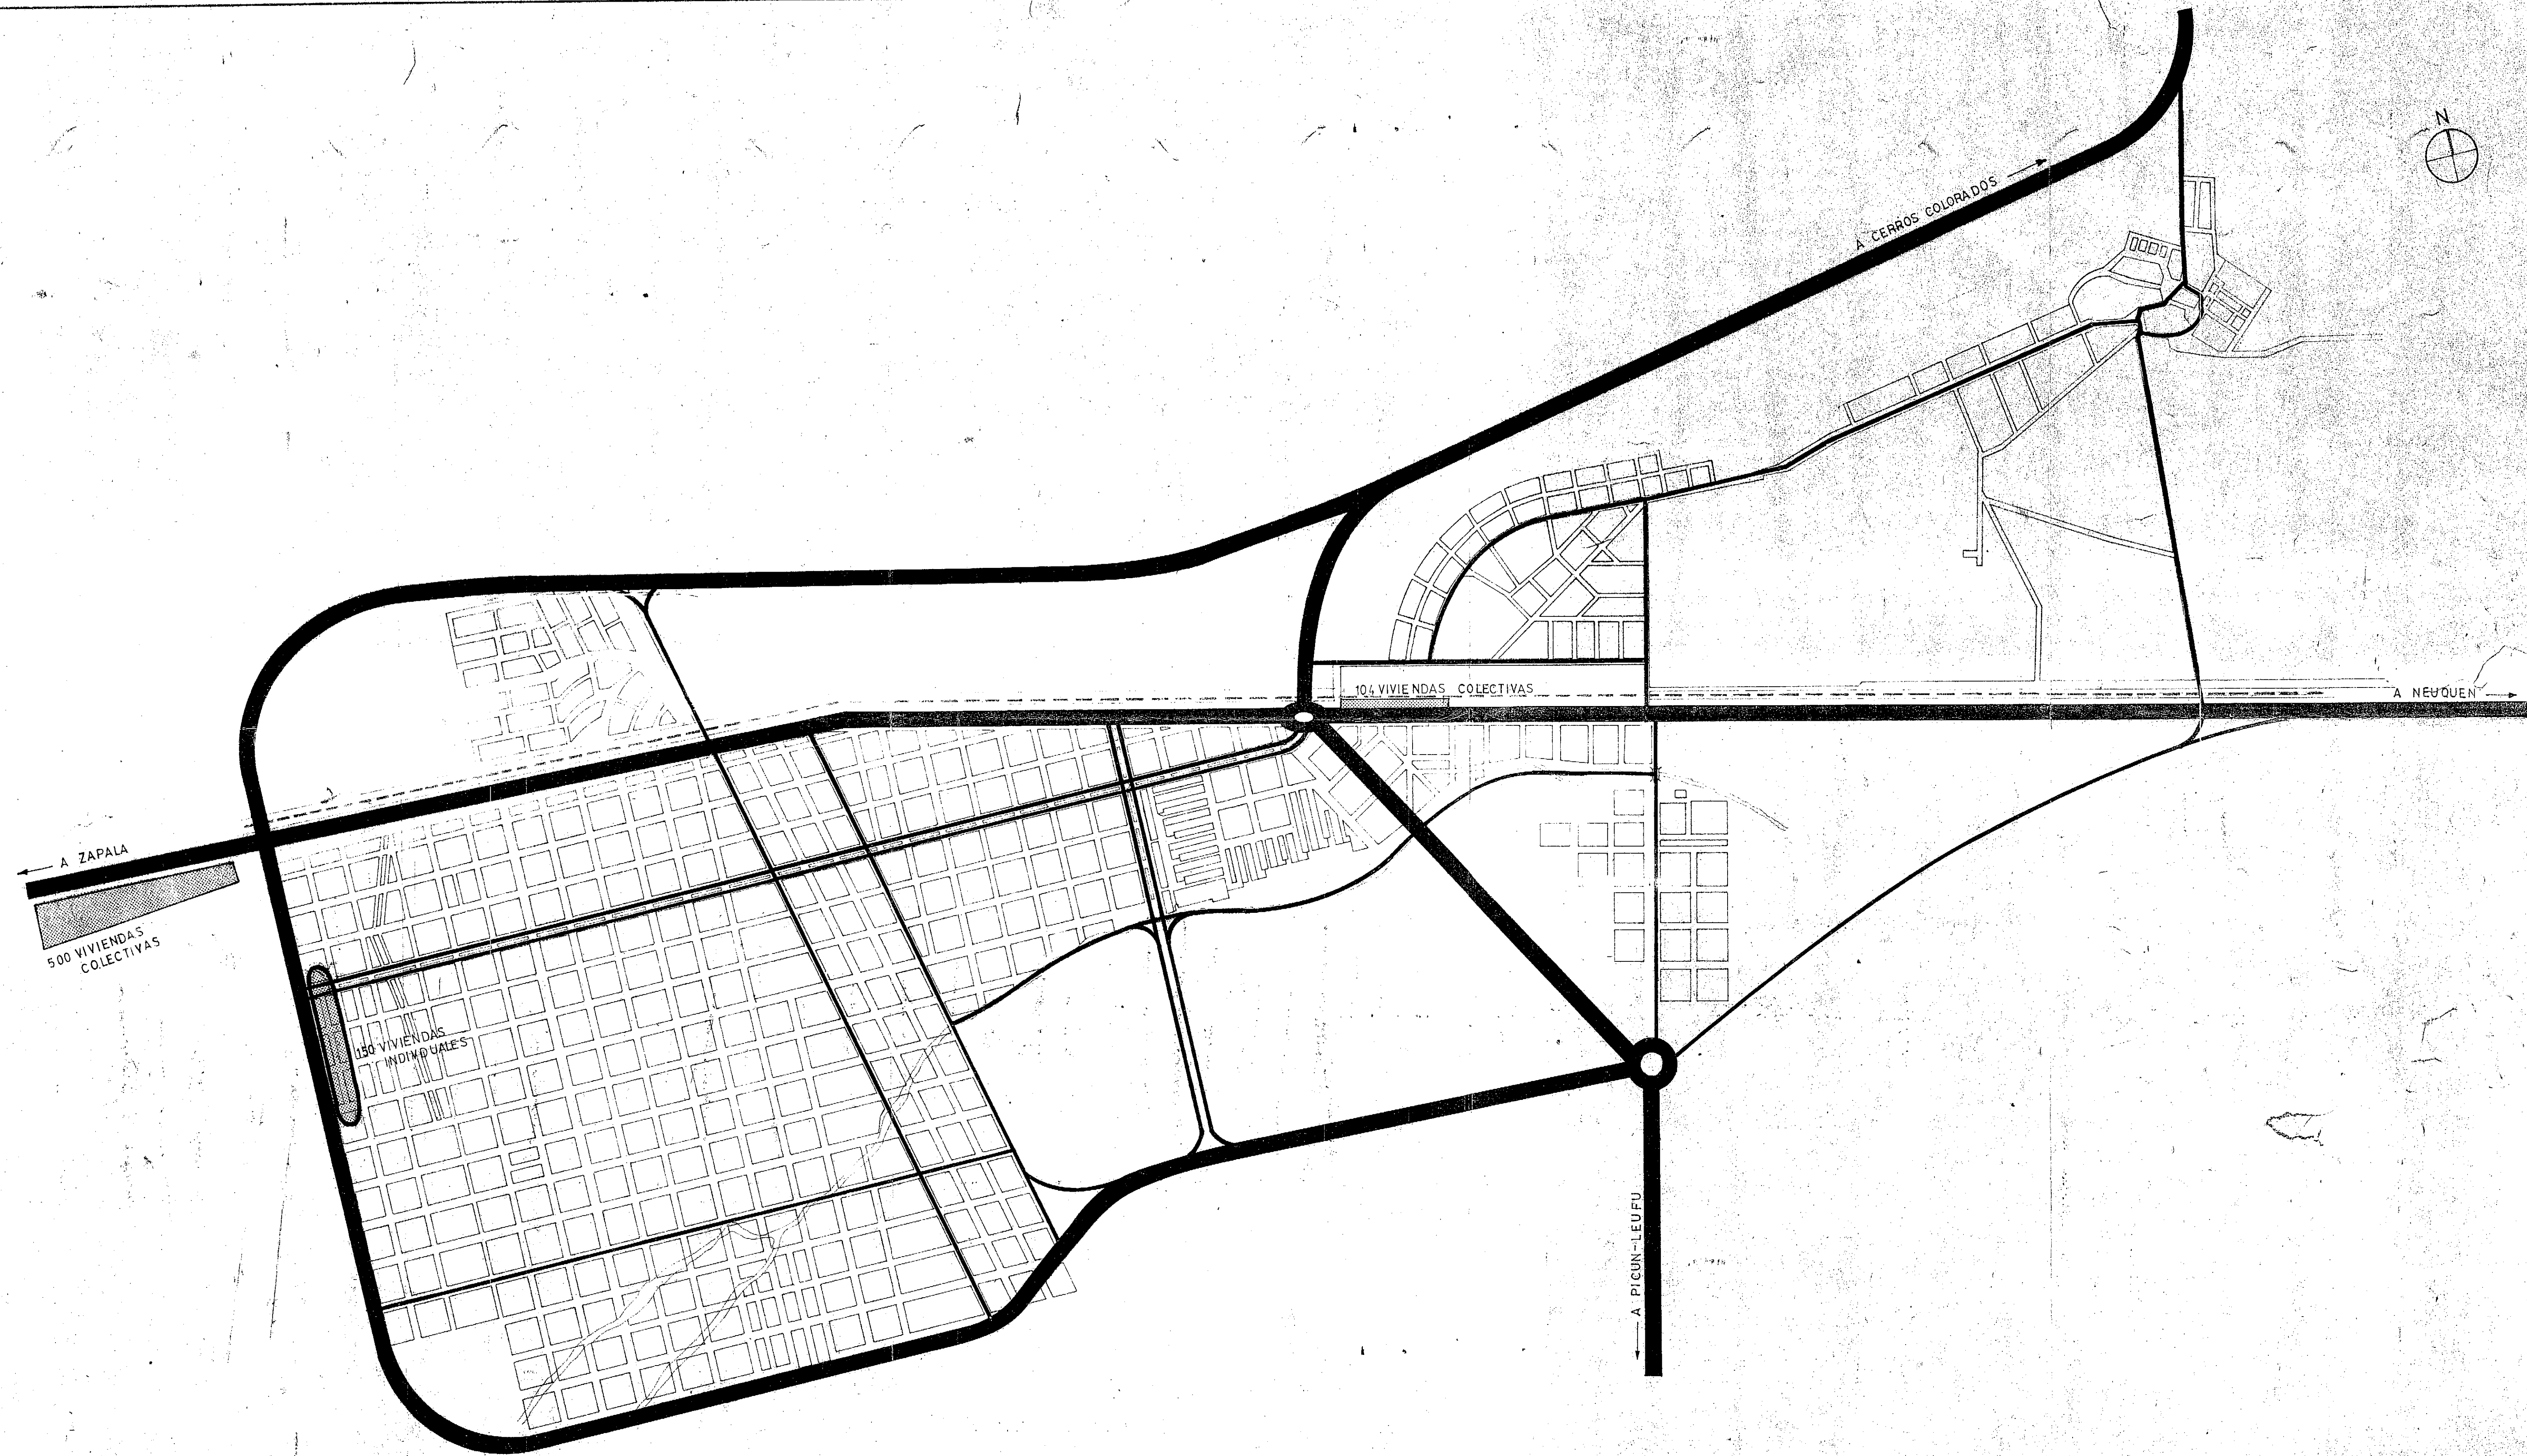 N
A CERROS COLORADOS
104 VIVIENDAS COLECTIVAS
A NEUQUEN
A ZAPALA
500 VIVIENDAS
COLECTIVAS
150 VIVIENDAS
INDIVIDUALES
A PICUN-LEUFU